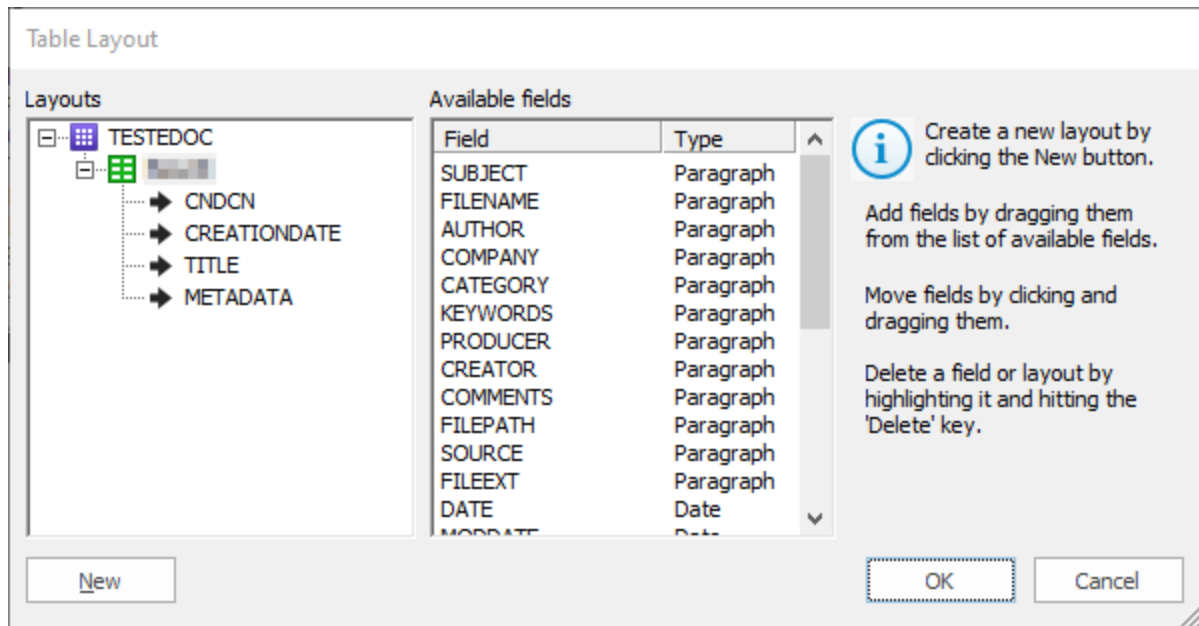 Table Layout
Layouts
TESTEDOC
CNDCN
CREATIONDATE
TITLE
METADATA
New
Available fields
Field Type
SUBJECT Paragraph
FILENAME Paragraph
AUTHOR Paragraph
COMPANY Paragraph
CATEGORY Paragraph
KEYWORDS Paragraph
PRODUCER Paragraph
CREATOR Paragraph
COMMENTS Paragraph
FILEPATH Paragraph
SOURCE Paragraph
FILEEXT Paragraph
DATE Date
MODDATE Date
Create a new layout by
clicking the New button.
Add fields by dragging them
from the list of available fields.
Move fields by clicking and
dragging them.
Delete a field or layout by
highlighting it and hitting the
'Delete' key.
OK
Cancel